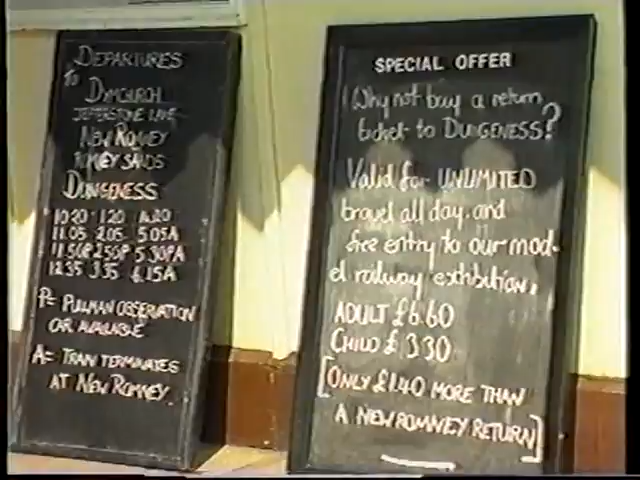 DEPARTURES
To
DYMCHURCH
JEFFERSTONE LANE
NEW ROMNEY
ROMNEY SANDS
DUNGENESS
10.20 1.20 4.20
11.05 2.05 5.05A
11.50P 2.50P 5.30PA
12.35 3.35 6.15A
P= PULLMAN OBSERVATION
CAR AVAILABLE
A= TRAIN TERMINATES
AT NEW ROMNEY.
SPECIAL OFFER
Why not buy a return
ticket to DUNGENESS?
Valid for UNLIMITED
travel all day, and
free entry to our mod-
el railway exhibition,
ADULT £6.60
CHILD £3.30
[ONLY £1.40 MORE THAN
A NEW ROMNEY RETURN]